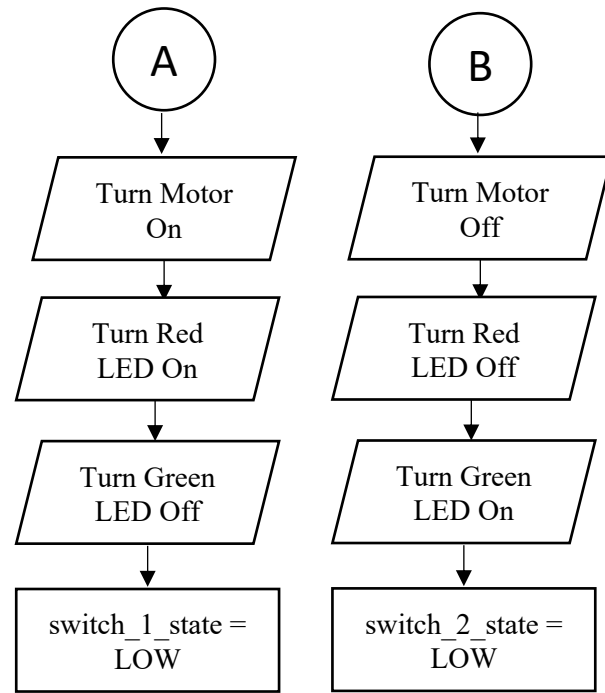 A
Turn Motor
On
Turn Red
LED On
Turn Green
LED Off
switch_1_state =
LOW
B
Turn Motor
Off
Turn Red
LED Off
Turn Green
LED On
switch_2_state =
LOW